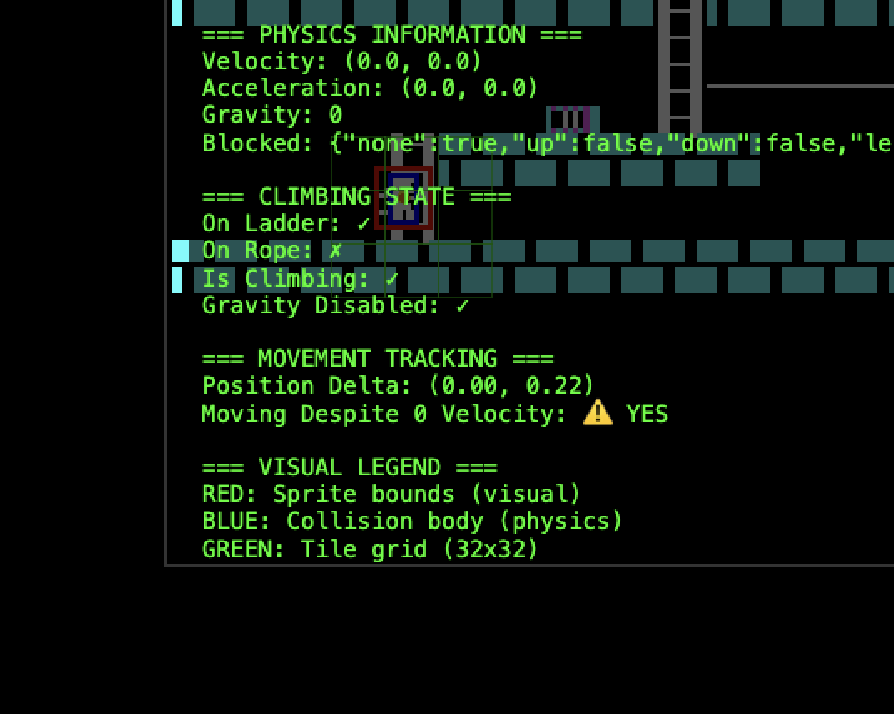 === PHYSICS INFORMATION ===
Velocity: (0.0, 0.0)
Acceleration: (0.0, 0.0)
Gravity: 0
Blocked: {"none":true,"up":false,"down":false,"le
=== CLIMBING STATE ===
On Ladder: ✓
On Rope: ✗
Is Climbing: ✓
Gravity Disabled: ✓
=== MOVEMENT TRACKING ===
Position Delta: (0.00, 0.22)
Moving Despite 0 Velocity: ⚠️ YES
=== VISUAL LEGEND ===
RED: Sprite bounds (visual)
BLUE: Collision body (physics)
GREEN: Tile grid (32x32)